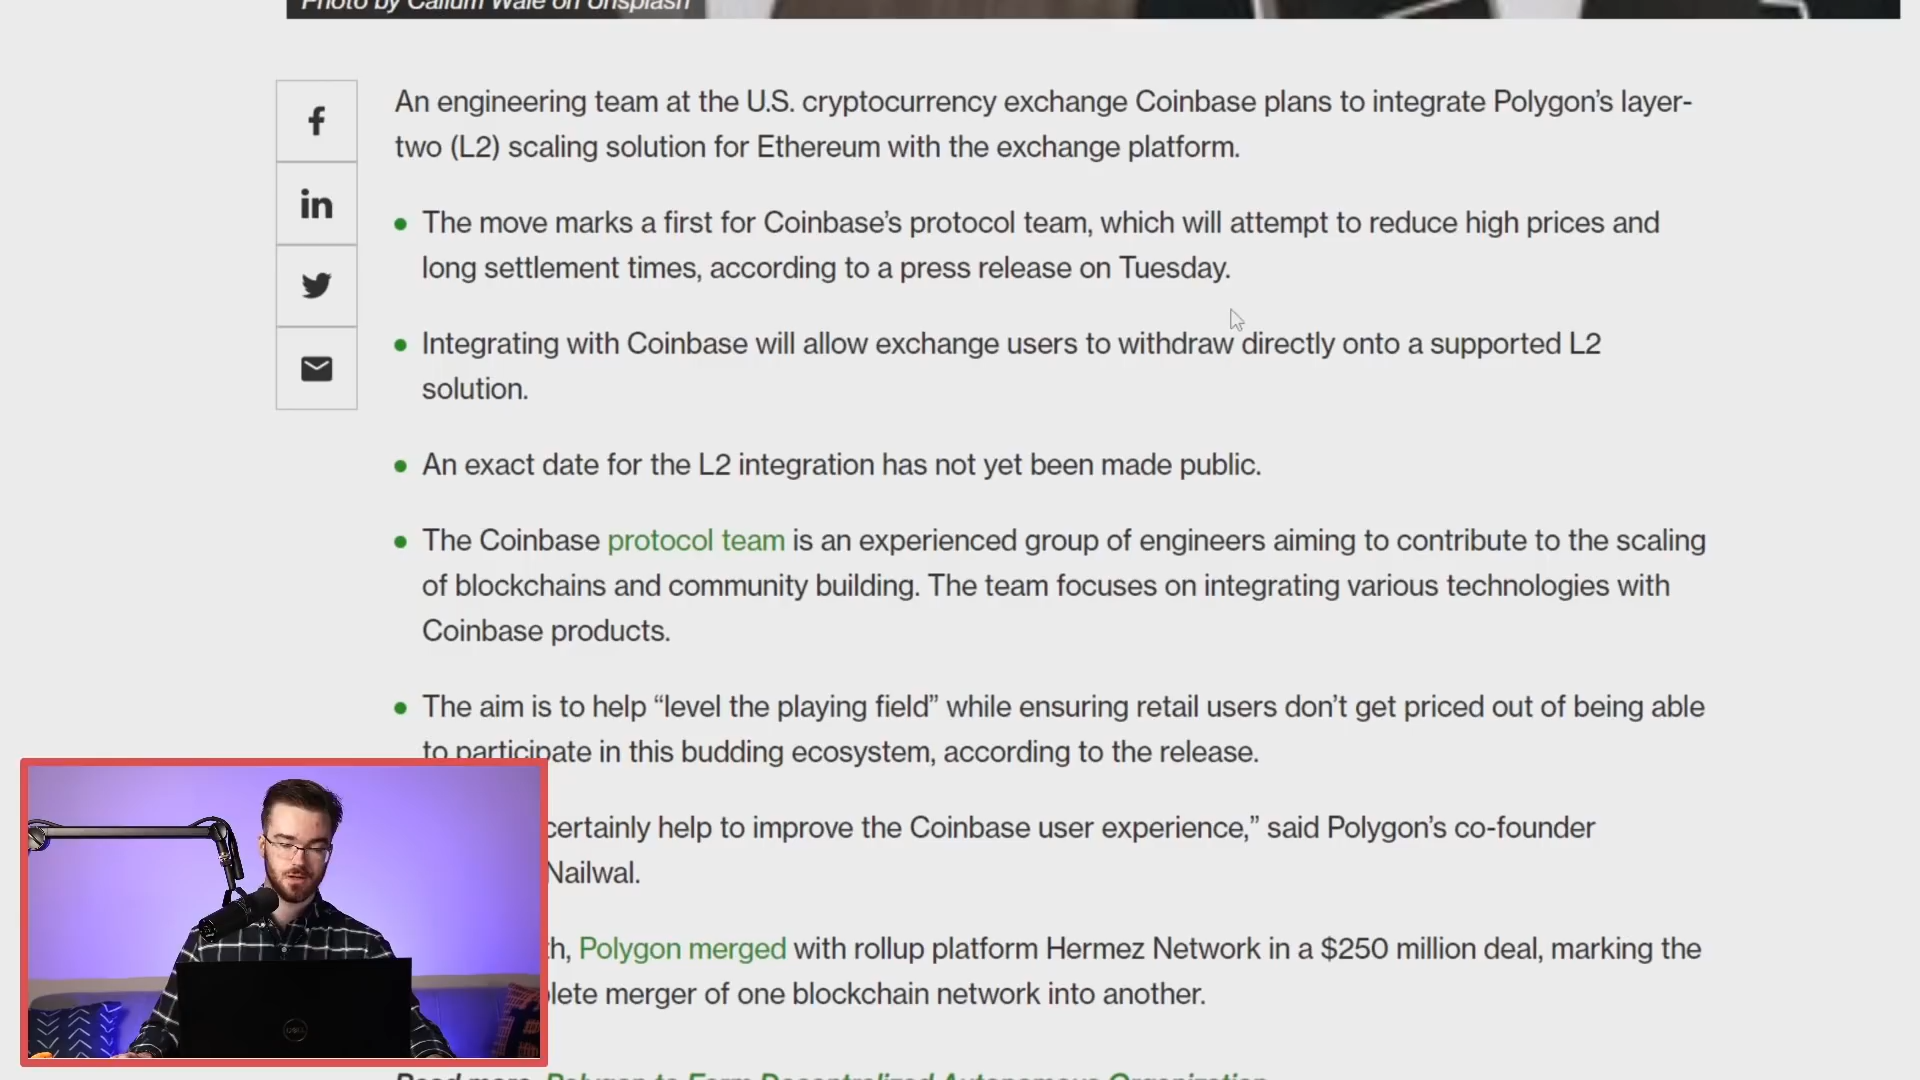 Photo by Callum Wale on Unsplash
An engineering team at the U.S. cryptocurrency exchange Coinbase plans to integrate Polygon’s layer-
two (L2) scaling solution for Ethereum with the exchange platform.
The move marks a first for Coinbase’s protocol team, which will attempt to reduce high prices and
long settlement times, according to a press release on Tuesday.
Integrating with Coinbase will allow exchange users to withdraw directly onto a supported L2
solution.
An exact date for the L2 integration has not yet been made public.
The Coinbase protocol team is an experienced group of engineers aiming to contribute to the scaling
of blockchains and community building. The team focuses on integrating various technologies with
Coinbase products.
The aim is to help “level the playing field” while ensuring retail users don’t get priced out of being able
to participate in this budding ecosystem, according to the release.
certainly help to improve the Coinbase user experience,” said Polygon’s co-founder
Nailwal.
h, Polygon merged with rollup platform Hermez Network in a $250 million deal, marking the
lete merger of one blockchain network into another.
Read more: Polygon to Form Decentralized Autonomous Organization
DELL